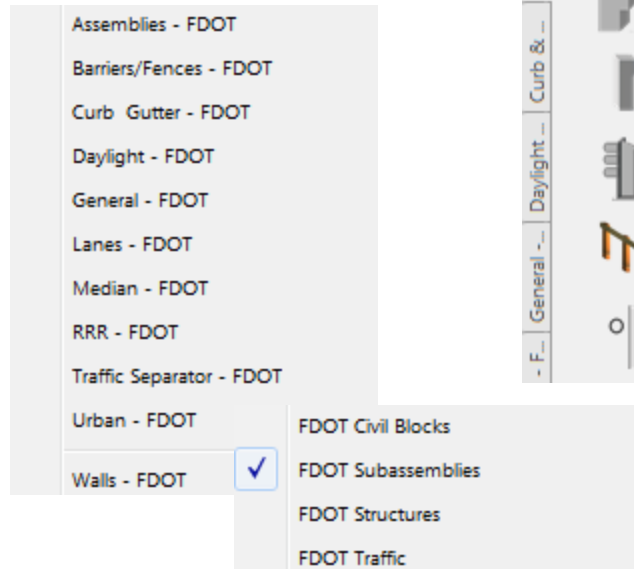 Assemblies - FDOT
Barriers/Fences - FDOT
Curb Gutter - FDOT
Daylight - FDOT
General - FDOT
Lanes - FDOT
Median - FDOT
RRR - FDOT
Traffic Separator - FDOT
Urban - FDOT
Walls - FDOT
FDOT Civil Blocks
FDOT Subassemblies
FDOT Structures
FDOT Traffic
Curb & ...
Daylight ...
General -...
- F...